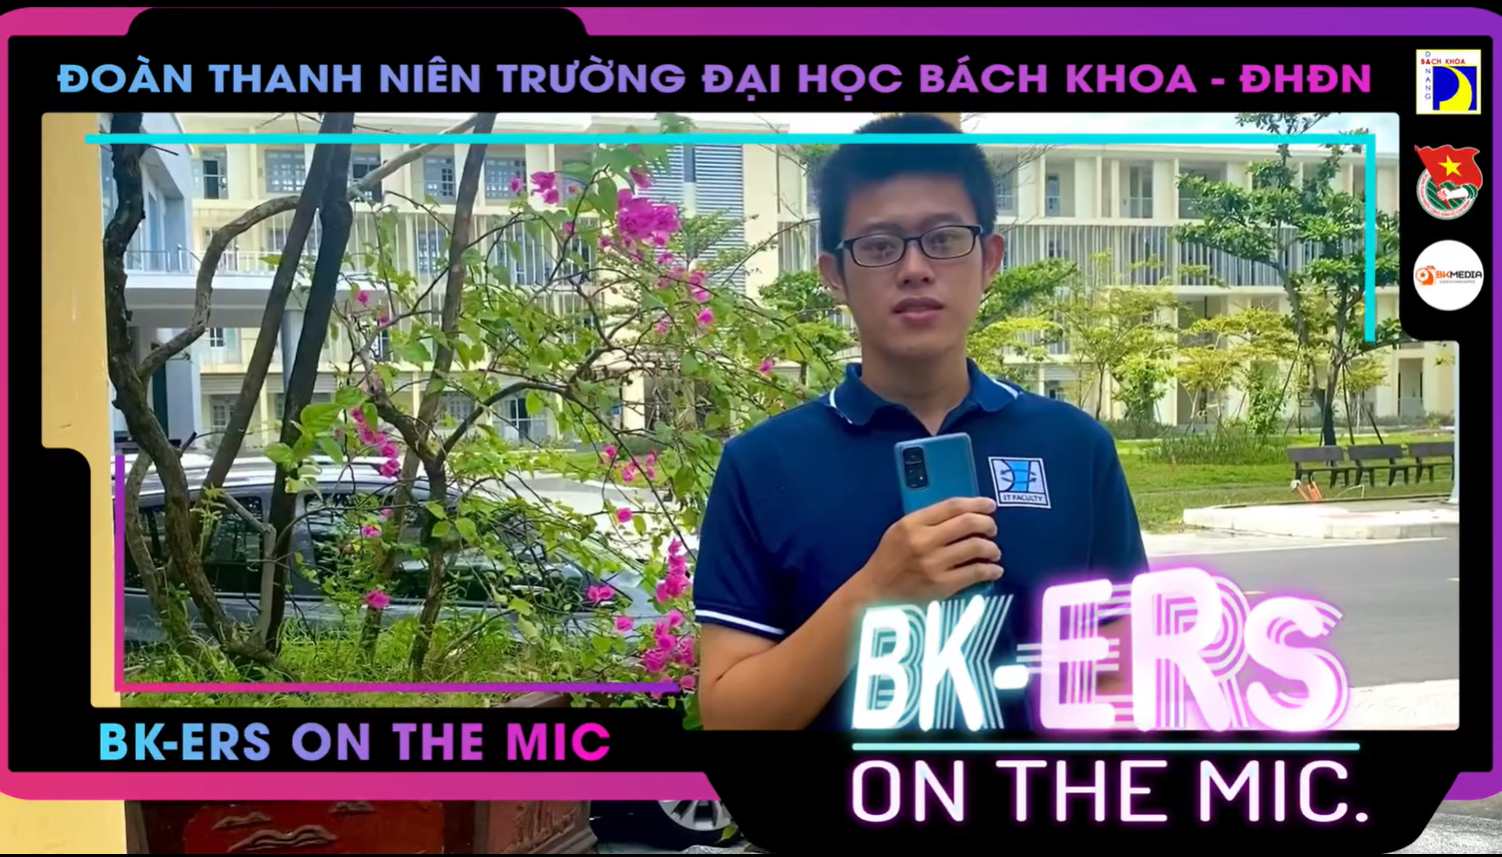 ĐOÀN THANH NIÊN TRƯỜNG ĐẠI HỌC BÁCH KHOA - ĐHĐN
BÁCH KHOA
DANANG
BKMEDIA
IT FACULTY
BK-ERS ON THE MIC
BK-ERs
ON THE MIC.